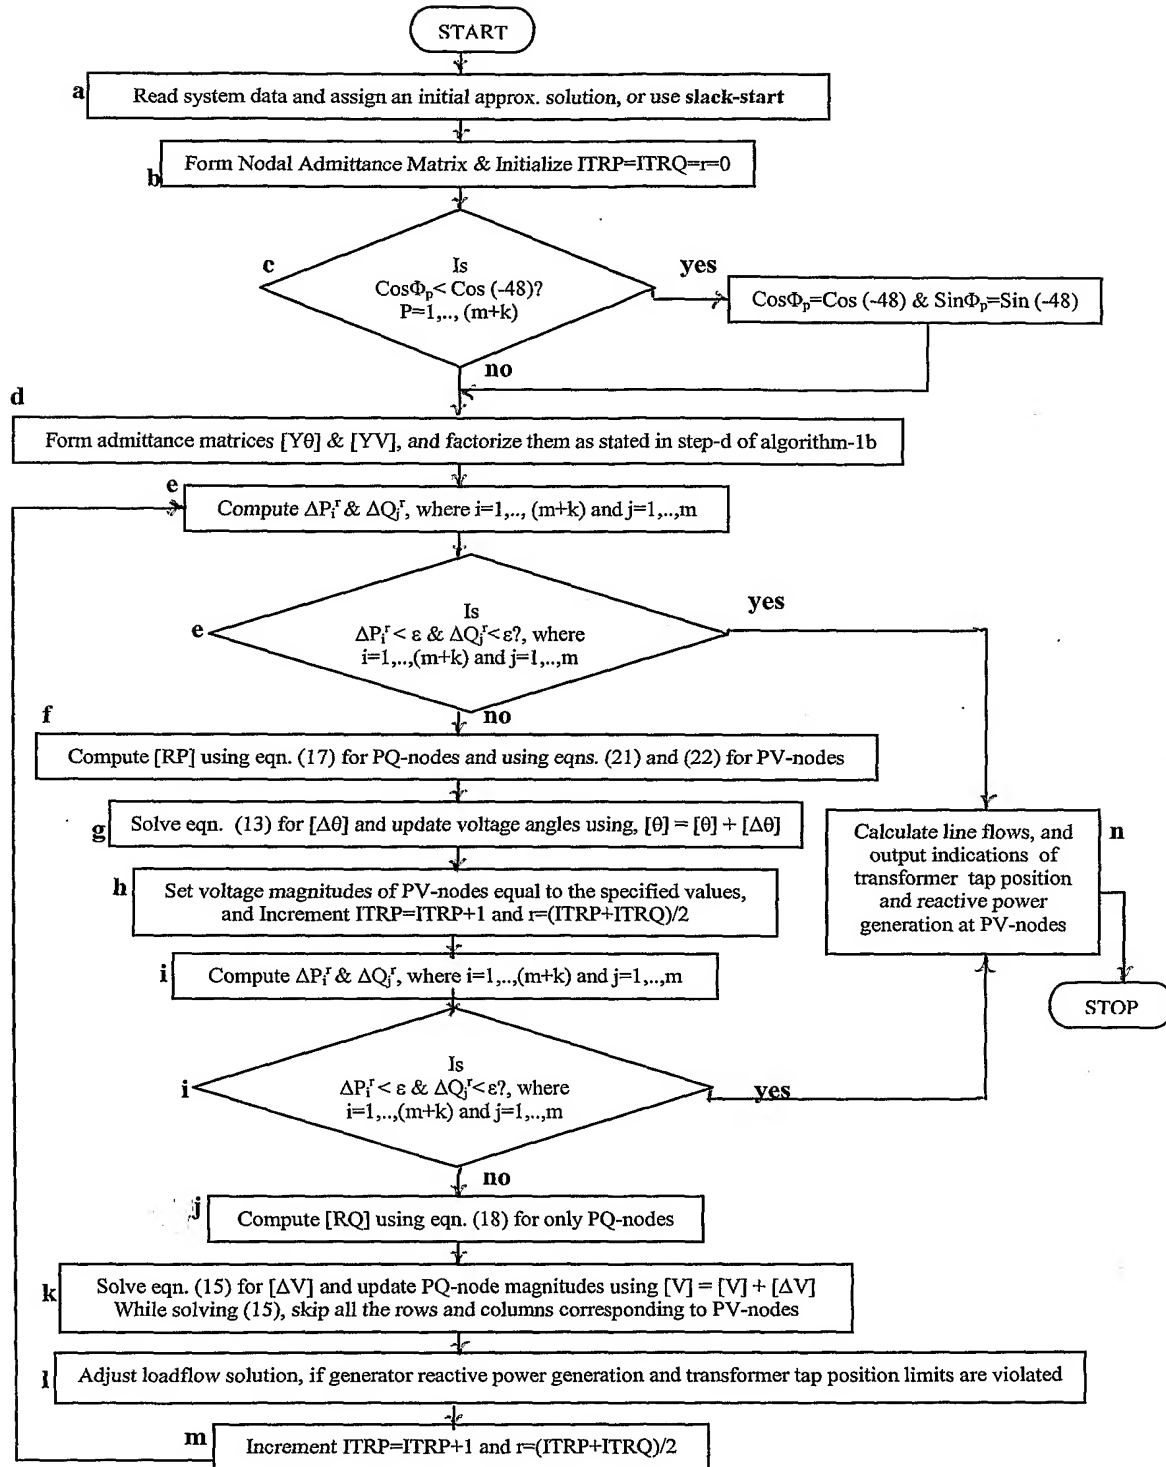 START
a
Read system data and assign an initial approx. solution, or use slack-start
b
Form Nodal Admittance Matrix & Initialize ITRP=ITRQ=r=0
c
Is
CosΦp< Cos (-48)?
P=1,.., (m+k)
yes
CosΦp=Cos (-48) & SinΦp=Sin (-48)
no
d
Form admittance matrices [Yθ] & [YV], and factorize them as stated in step-d of algorithm-1b
e
Compute ΔPiʳ & ΔQjʳ, where i=1,.., (m+k) and j=1,..,m
e
Is
ΔPiʳ< ε & ΔQjʳ<ε?, where
i=1,..,(m+k) and j=1,..,m
yes
no
f
Compute [RP] using eqn. (17) for PQ-nodes and using eqns. (21) and (22) for PV-nodes
g
Solve eqn. (13) for [Δθ] and update voltage angles using, [θ] = [θ] + [Δθ]
h
Set voltage magnitudes of PV-nodes equal to the specified values,
and Increment ITRP=ITRP+1 and r=(ITRP+ITRQ)/2
n
Calculate line flows, and
output indications of
transformer tap position
and reactive power
generation at PV-nodes
STOP
i
Compute ΔPiʳ & ΔQjʳ, where i=1,..,(m+k) and j=1,..,m
i
Is
ΔPiʳ< ε & ΔQjʳ<ε?, where
i=1,..,(m+k) and j=1,..,m
yes
no
j
Compute [RQ] using eqn. (18) for only PQ-nodes
k
Solve eqn. (15) for [ΔV] and update PQ-node magnitudes using [V] = [V] + [ΔV]
While solving (15), skip all the rows and columns corresponding to PV-nodes
l
Adjust loadflow solution, if generator reactive power generation and transformer tap position limits are violated
m
Increment ITRP=ITRP+1 and r=(ITRP+ITRQ)/2